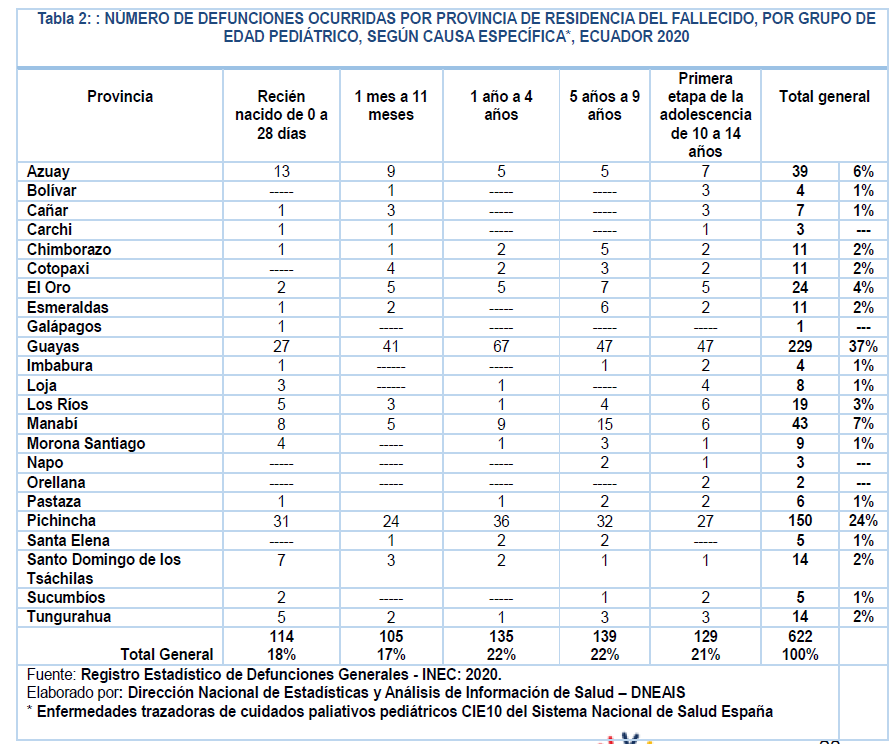 Tabla 2: : NÚMERO DE DEFUNCIONES OCURRIDAS POR PROVINCIA DE RESIDENCIA DEL FALLECIDO, POR GRUPO DE
EDAD PEDIÁTRICO, SEGÚN CAUSA ESPECÍFICA*, ECUADOR 2020
Provincia Recién nacido de 0 a 28 días 1 mes a 11 meses 1 año a 4 años 5 años a 9 años Primera etapa de la adolescencia de 10 a 14 años Total general
Azuay 13 9 5 5 7 39 6%
Bolívar ----- 1 ----- ----- 3 4 1%
Cañar 1 3 ----- ----- 3 7 1%
Carchi 1 1 ----- ----- 1 3 ---
Chimborazo 1 1 2 5 2 11 2%
Cotopaxi ----- 4 2 3 2 11 2%
El Oro 2 5 5 7 5 24 4%
Esmeraldas 1 2 ----- 6 2 11 2%
Galápagos 1 ----- ----- ----- ----- 1 ---
Guayas 27 41 67 47 47 229 37%
Imbabura 1 ------ ----- 1 2 4 1%
Loja 3 ------ 1 ----- 4 8 1%
Los Ríos 5 3 1 4 6 19 3%
Manabí 8 5 9 15 6 43 7%
Morona Santiago 4 ----- 1 3 1 9 1%
Napo ----- ----- ----- 2 1 3 ---
Orellana ----- ----- ----- ----- 2 2 ---
Pastaza 1 1 2 2 6 1%
Pichincha 31 24 36 32 27 150 24%
Santa Elena ----- 1 2 2 ----- 5 1%
Santo Domingo de los Tsáchilas 7 3 2 1 1 14 2%
Sucumbíos 2 ----- ----- 1 2 5 1%
Tungurahua 5 2 1 3 3 14 2%
114 105 135 139 129 622
Total General 18% 17% 22% 22% 21% 100%
Fuente: Registro Estadístico de Defunciones Generales - INEC: 2020.
Elaborado por: Dirección Nacional de Estadísticas y Análisis de Información de Salud – DNEAIS
* Enfermedades trazadoras de cuidados paliativos pediátricos CIE10 del Sistema Nacional de Salud España